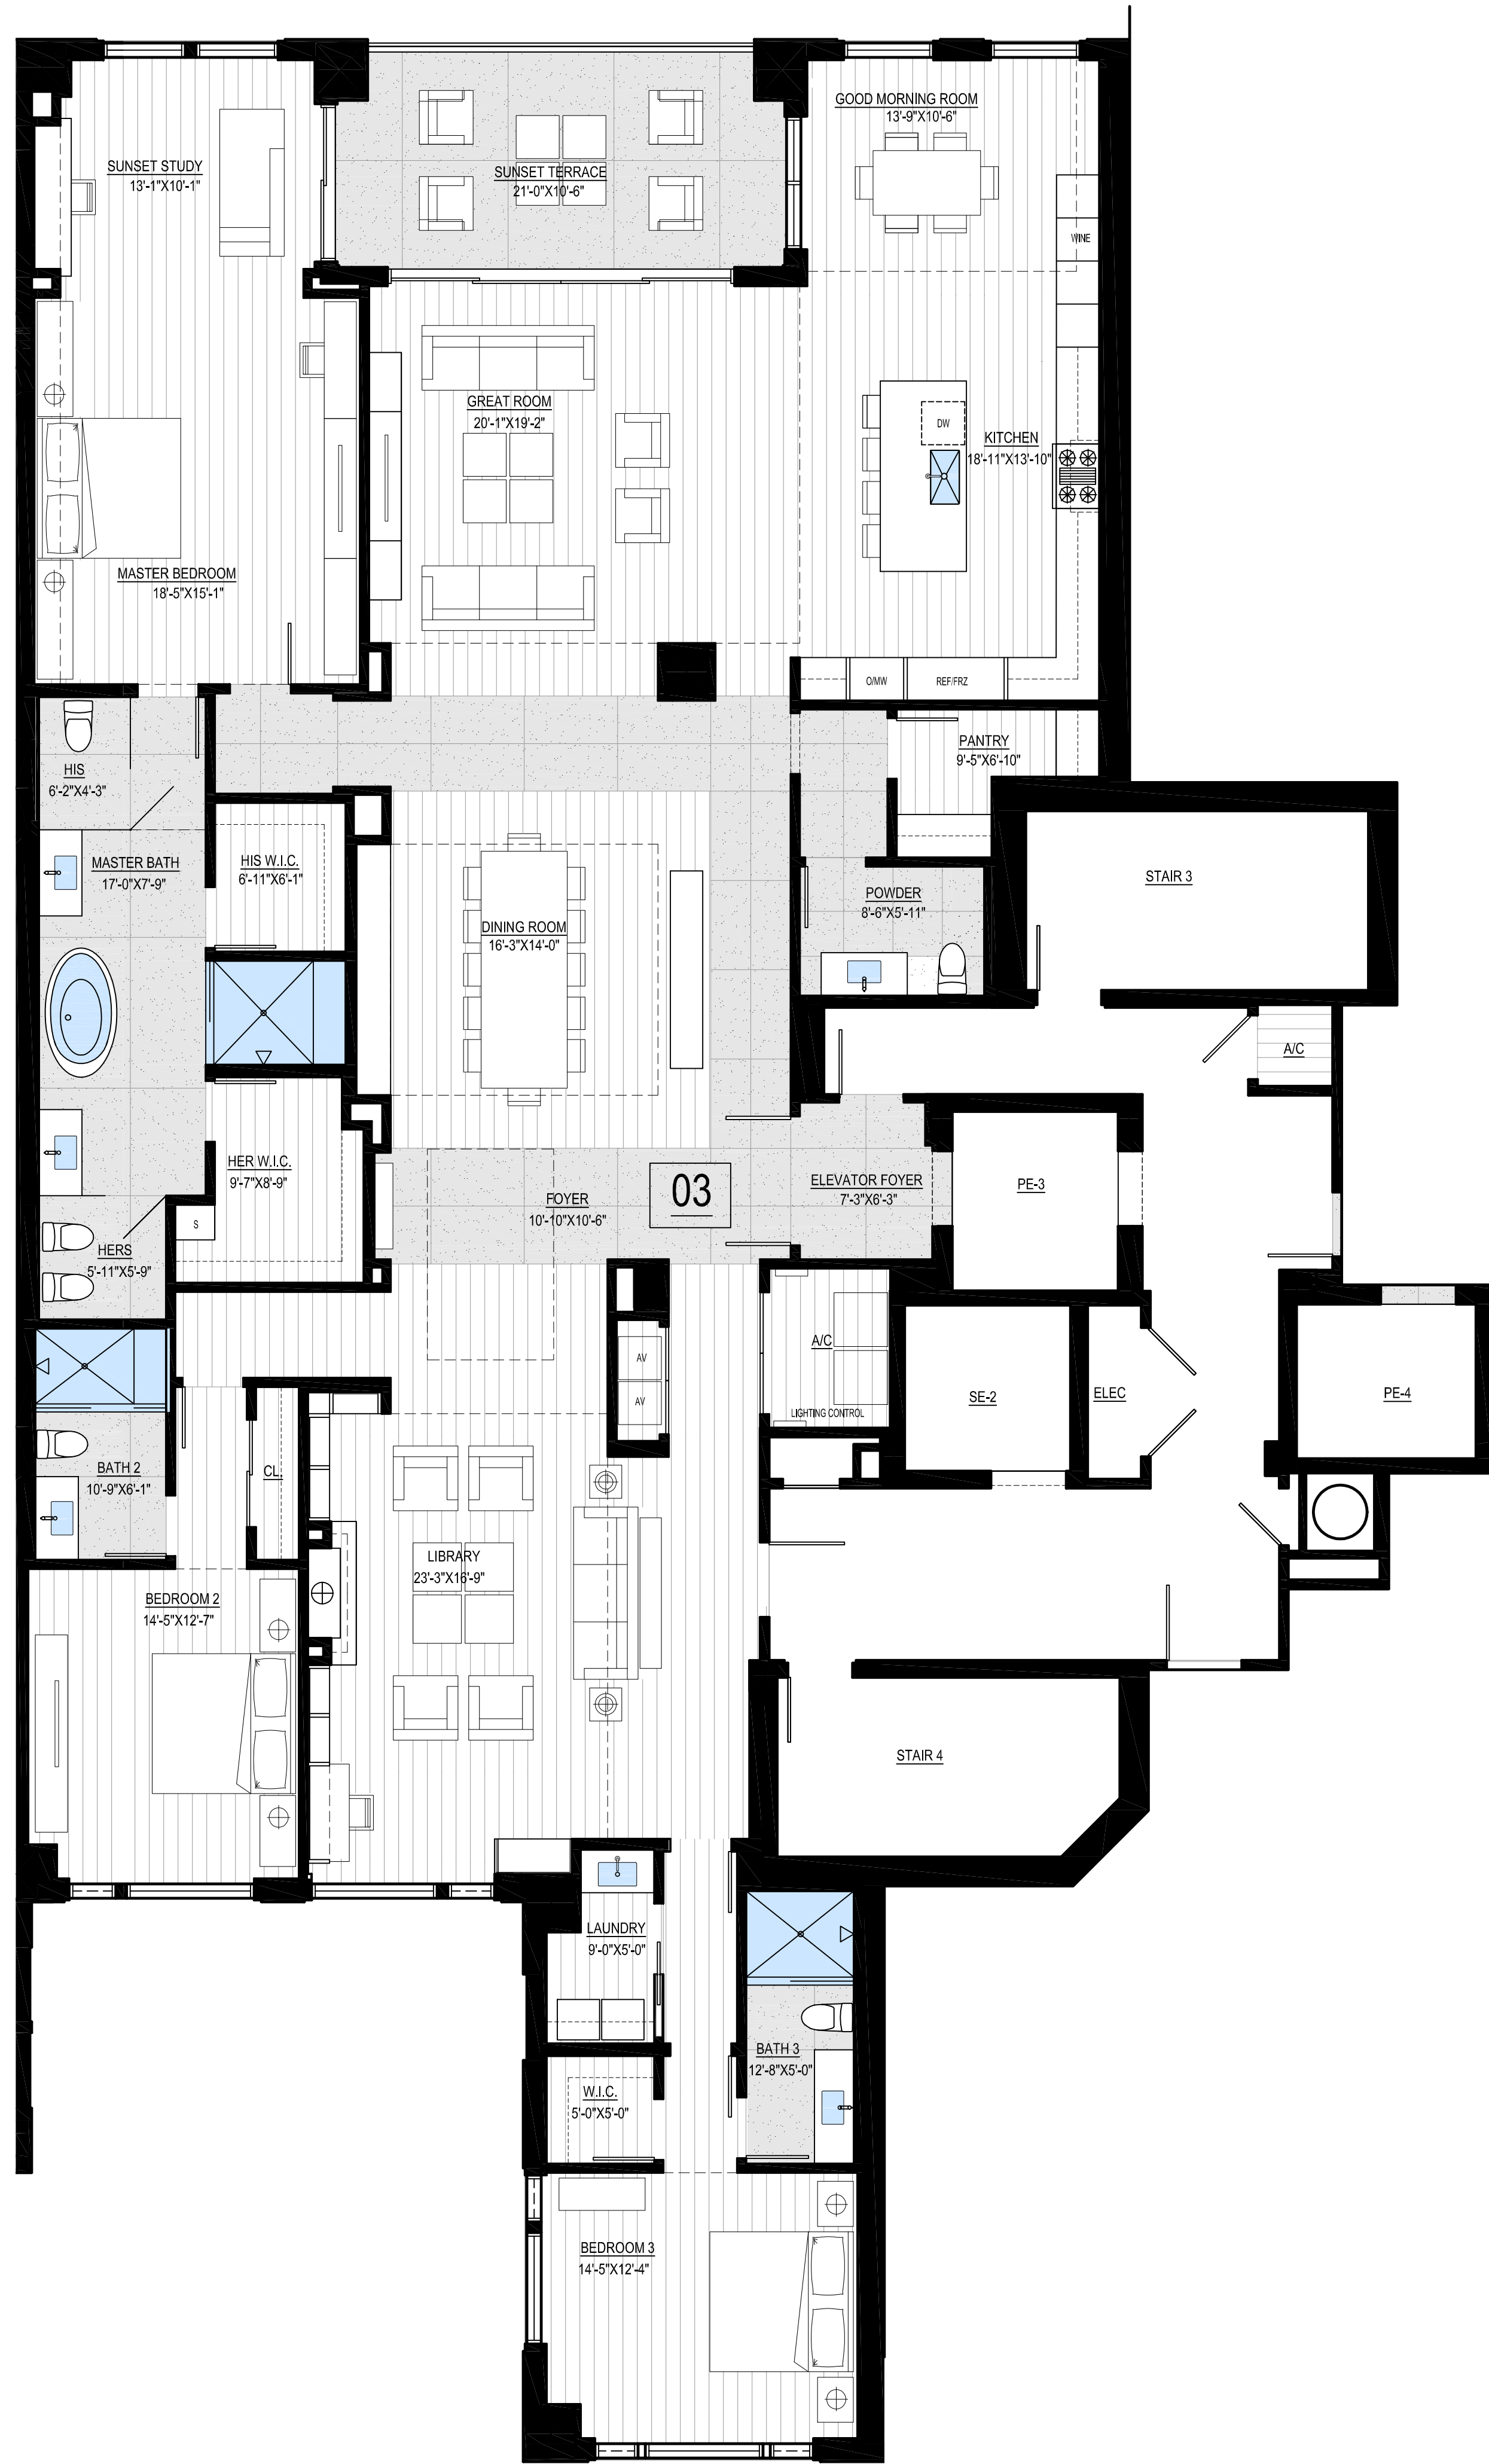 GOOD MORNING ROOM
13'-9"X10'-6"
SUNSET STUDY
13'-1"X10'-1"
SUNSET TERRACE
21'-0"X10'-6"
WINE
GREAT ROOM
20'-1"X19'-2"
DW
KITCHEN
18'-11"X13'-10"
MASTER BEDROOM
18'-5"X15'-1"
O/MW
REF/FRZ
PANTRY
9'-5"X6'-10"
HIS
6'-2"X4'-3"
MASTER BATH
17'-0"X7'-9"
HIS W.I.C.
6'-11"X6'-1"
STAIR 3
POWDER
8'-6"X5'-11"
DINING ROOM
16'-3"X14'-0"
A/C
HER W.I.C.
9'-7"X8'-9"
03
ELEVATOR FOYER
7'-3"X6'-3"
PE-3
FOYER
10'-10"X10'-6"
S
HERS
5'-11"X5'-9"
A/C
AV
AV
LIGHTING CONTROL
SE-2
ELEC
PE-4
BATH 2
10'-9"X6'-1"
CL.
LIBRARY
23'-3"X16'-9"
BEDROOM 2
14'-5"X12'-7"
STAIR 4
LAUNDRY
9'-0"X5'-0"
BATH 3
12'-8"X5'-0"
W.I.C.
5'-0"X5'-0"
BEDROOM 3
14'-5"X12'-4"